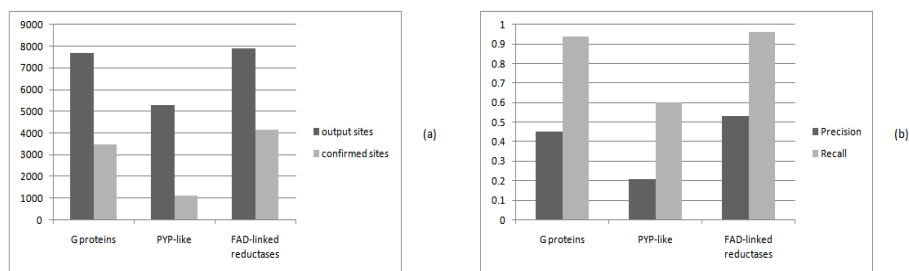 9000
8000
7000
6000
5000
4000
3000
2000
1000
0
G proteins
PYP-like
FAD-linked
reductases
output sites
confirmed sites
(a)
1
0.9
0.8
0.7
0.6
0.5
0.4
0.3
0.2
0.1
0
G proteins
PYP-like
FAD-linked
reductases
Precision
Recall
(b)